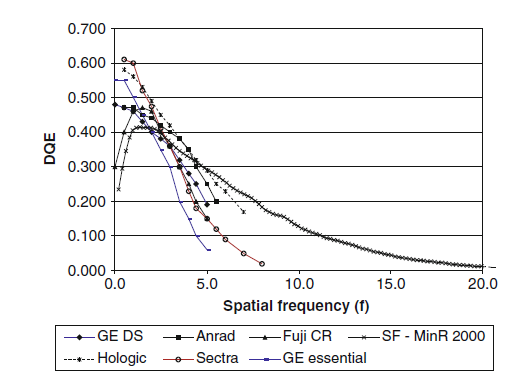 0.700
0.600
0.500
0.400
0.300
0.200
0.100
0.000
DQE
0.0 5.0 10.0 15.0 20.0
Spatial frequency (f)
GE DS Anrad Fuji CR SF - MinR 2000
Hologic Sectra GE essential